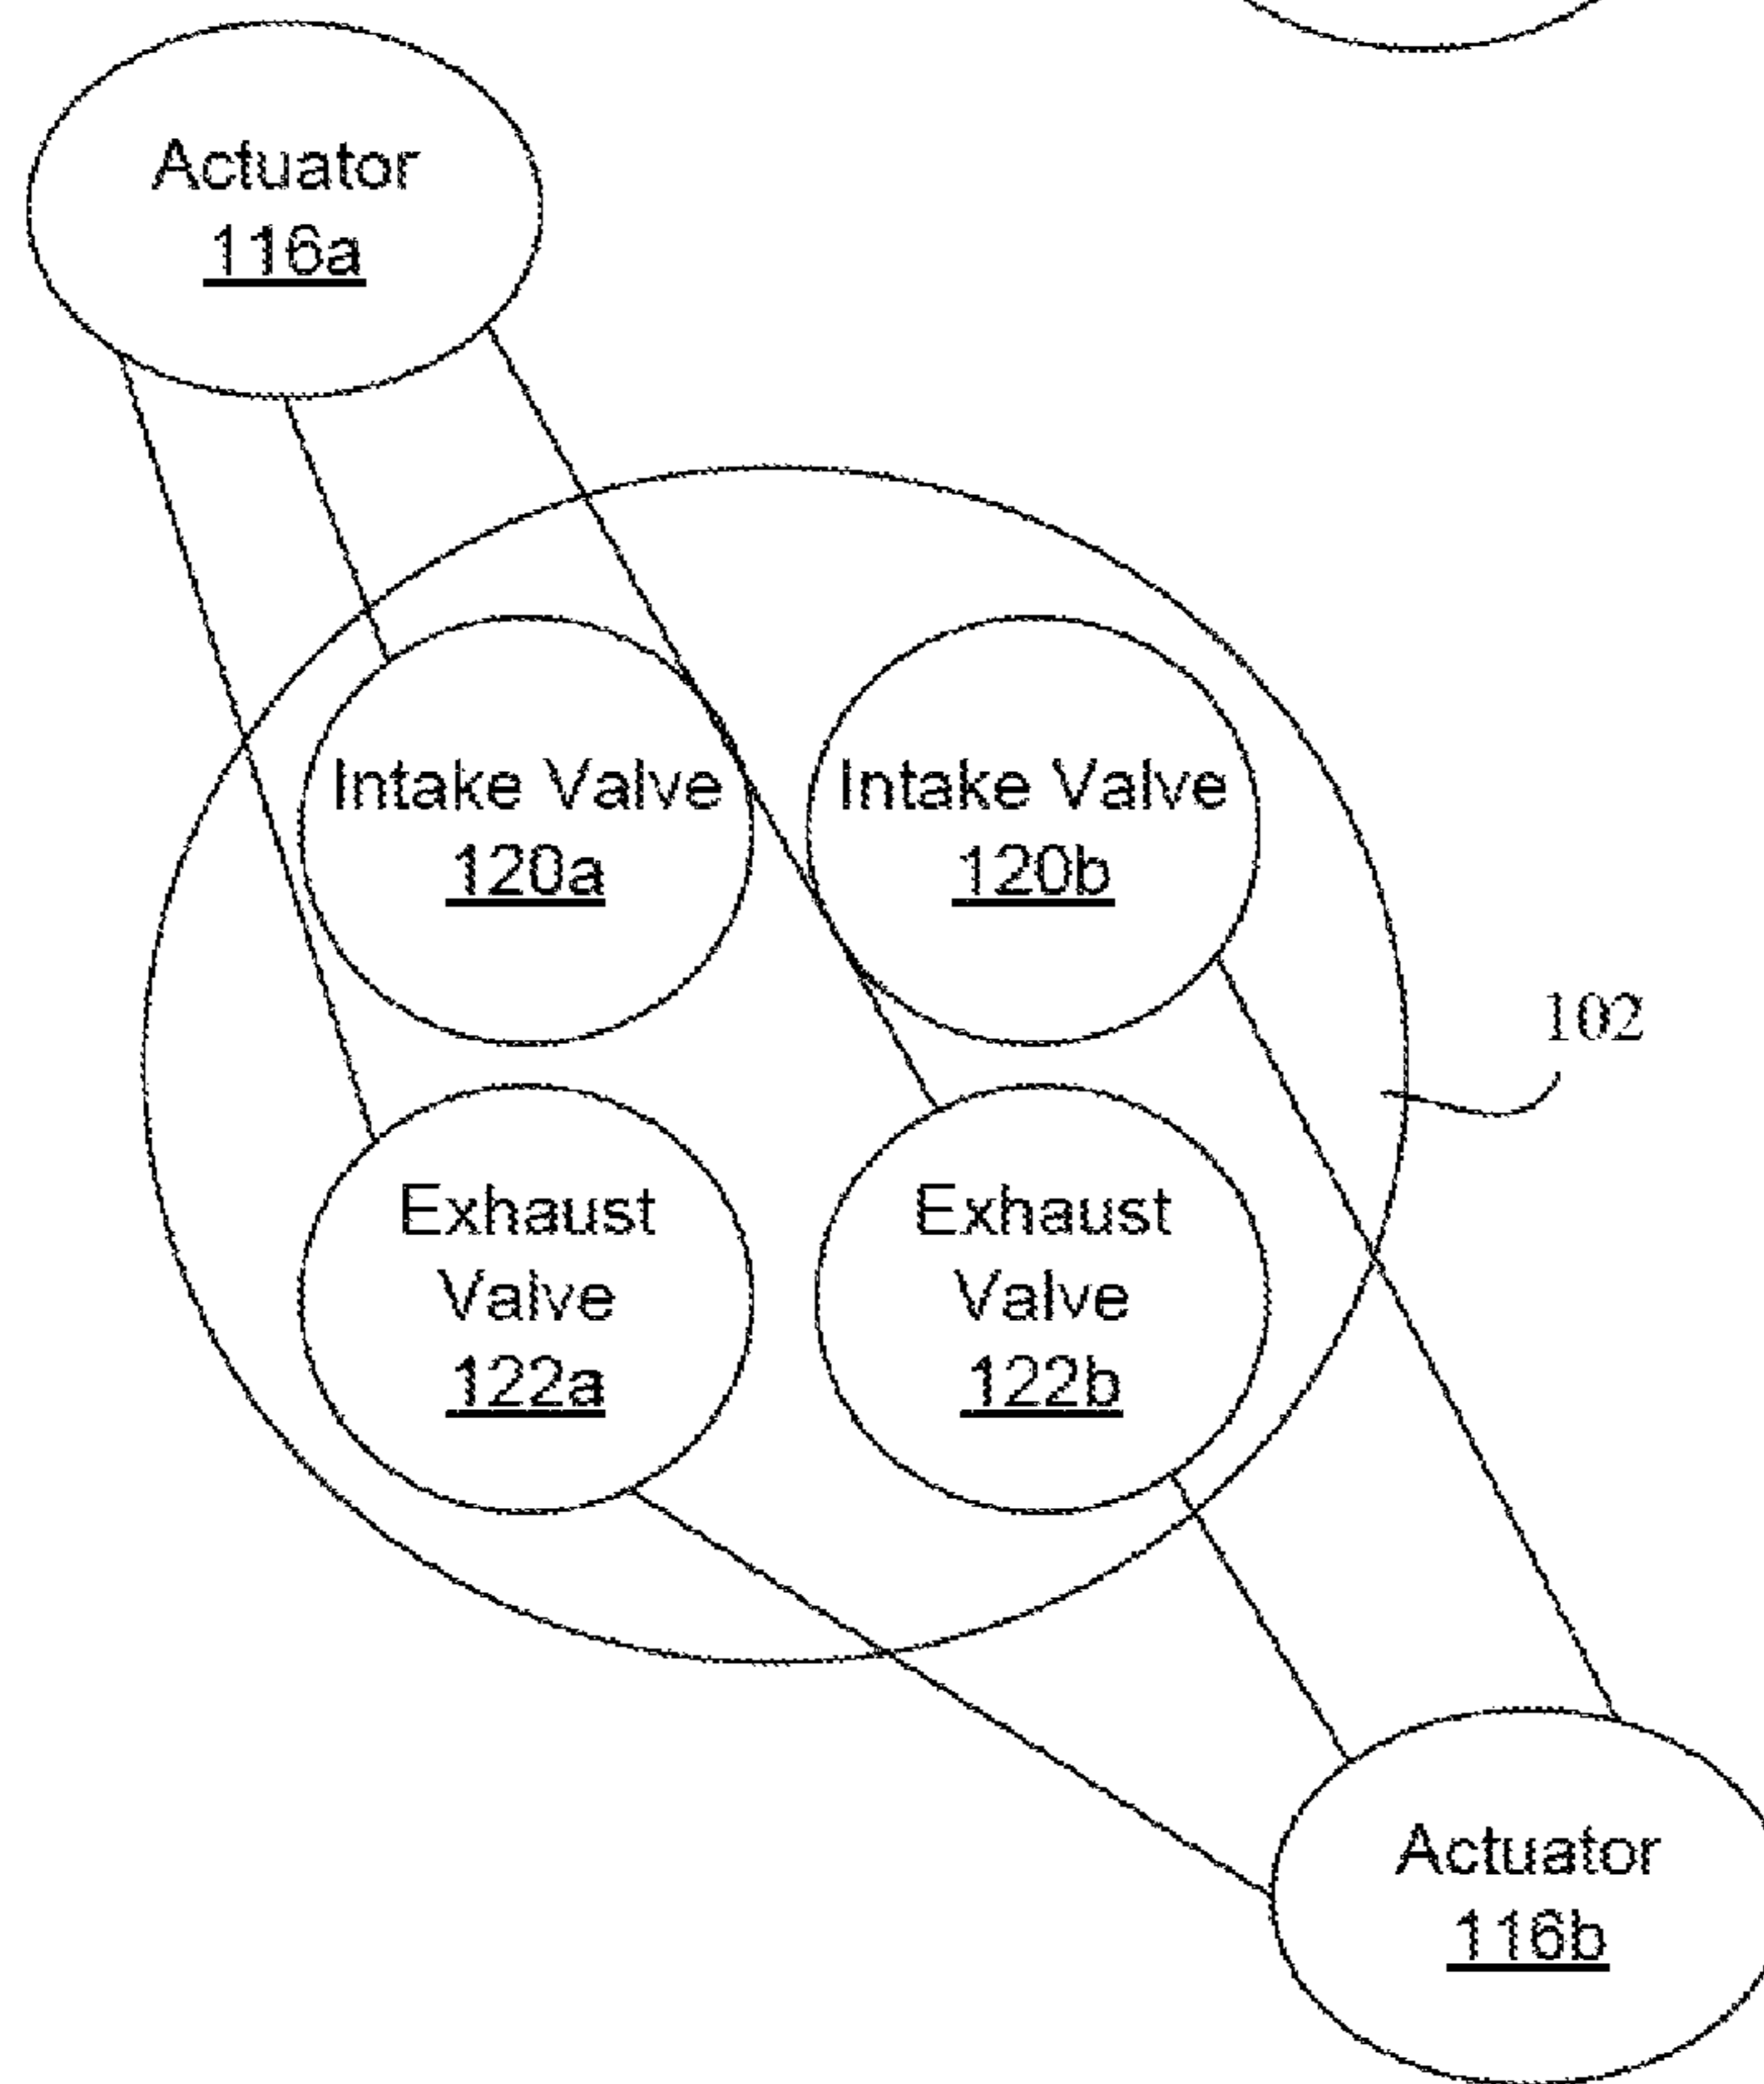 Actuator
116a
Intake Valve
120a
Intake Valve
120b
102
Exhaust
Valve
122a
Exhaust
Valve
122b
Actuator
116b